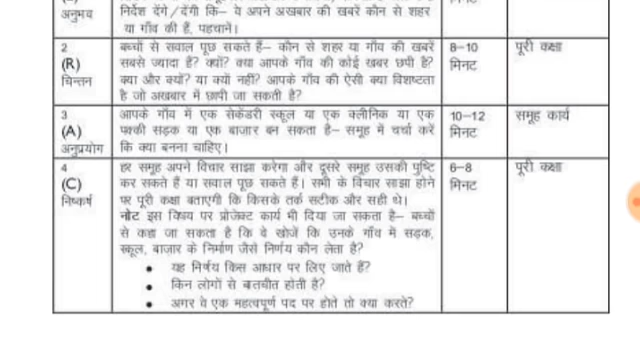 अनुभव
निर्देश देंगे/देंगी कि– वे अपने अखबार की खबरें कौन से शहर
या गाँव की हैं, पहचानें।
मिनट
2
(R)
चिन्तन
बच्चों से सवाल पूछ सकते हैं– कौन से शहर या गाँव की खबरें
सबसे ज्यादा है? क्यों? क्या आपके गाँव की कोई खबर छपी है?
क्या और क्यों? या क्यों नहीं? आपके गाँव की ऐसी क्या विशष्टता
है जो अखबार में छापी जा सकती है?
8–10
मिनट
पूरी कक्षा
3
(A)
अनुप्रयोग
आपके गाँव में एक सेकेंडरी स्कूल या एक क्लीनिक या एक
पक्की सड़क या एक बाजार बन सकता है– समूह में चर्चा करें
कि क्या बनना चाहिए।
10–12
मिनट
समूह कार्य
4
(C)
निष्कर्ष
हर समूह अपने विचार साझा करेगा और दूसरे समूह उसकी पुष्टि
कर सकते हैं या सवाल पूछ सकते हैं। सभी के विचार साझा होने
पर पूरी कक्षा बताएगी कि किसके तर्क सटीक और सही थे।
नोट इस विषय पर प्रोजेक्ट कार्य भी दिया जा सकता है– बच्चों
से कहा जा सकता है कि वे खोजें कि उनके गाँव में सड़क,
स्कूल, बाजार के निर्माण जैसे निर्णय कौन लेता है?
• यह निर्णय किस आधार पर लिए जाते हैं?
• किन लोगों से बातचीत होती है?
• अगर वे एक महत्वपूर्ण पद पर होते तो क्या करते?
6–8
मिनट
पूरी कक्षा